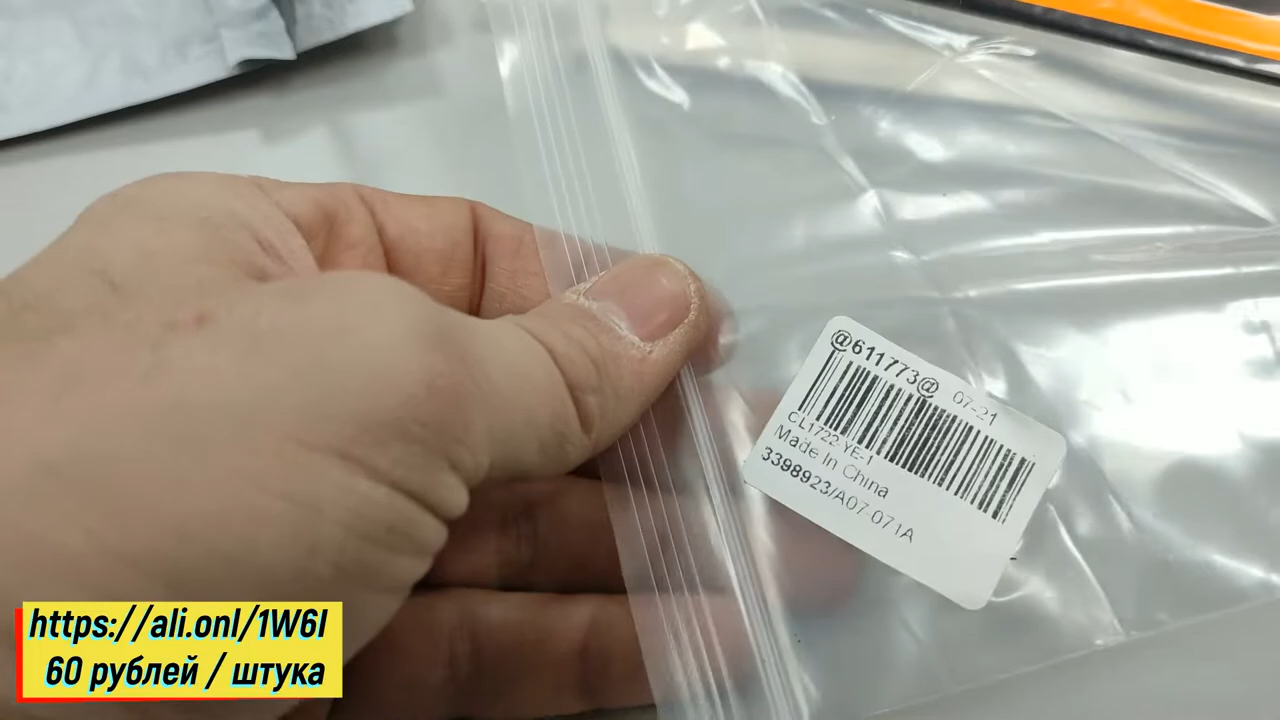 @611773@ 07-21
CL1722-YE-1
Made In China
3398923/A07-071A
https://ali.onl/1W6I
60 рублей / штука